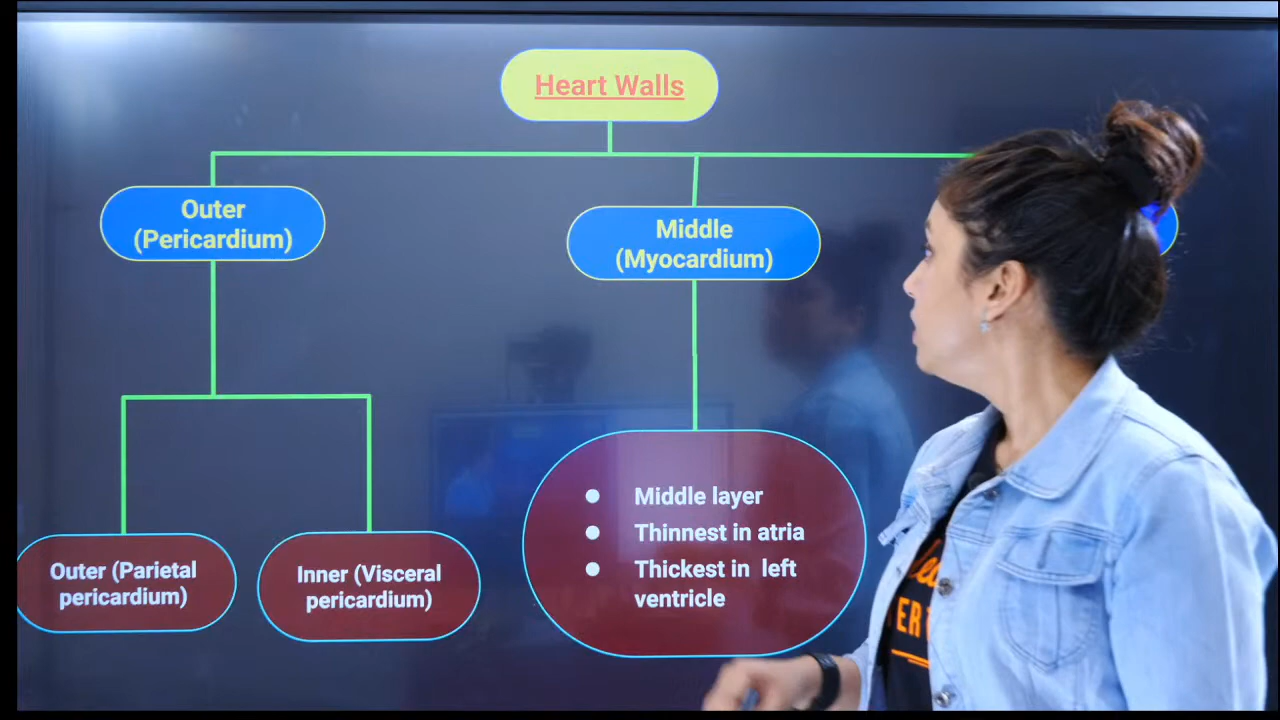 Heart Walls
Outer
(Pericardium)
Middle
(Myocardium)
Outer (Parietal
pericardium)
Inner (Visceral
pericardium)
● Middle layer
● Thinnest in atria
● Thickest in left
ventricle